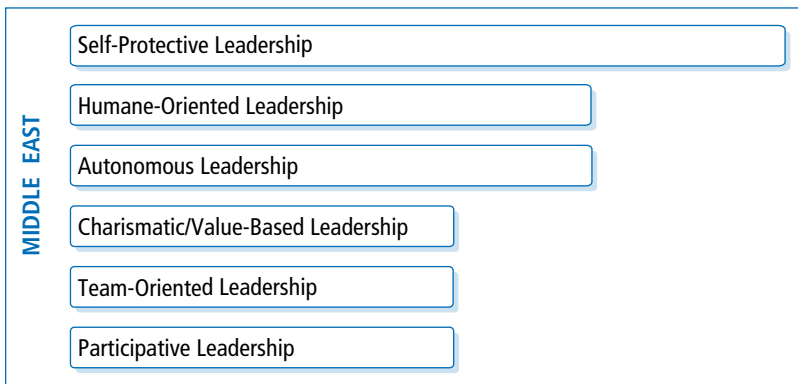 MIDDLE EAST
Self-Protective Leadership
Humane-Oriented Leadership
Autonomous Leadership
Charismatic/Value-Based Leadership
Team-Oriented Leadership
Participative Leadership